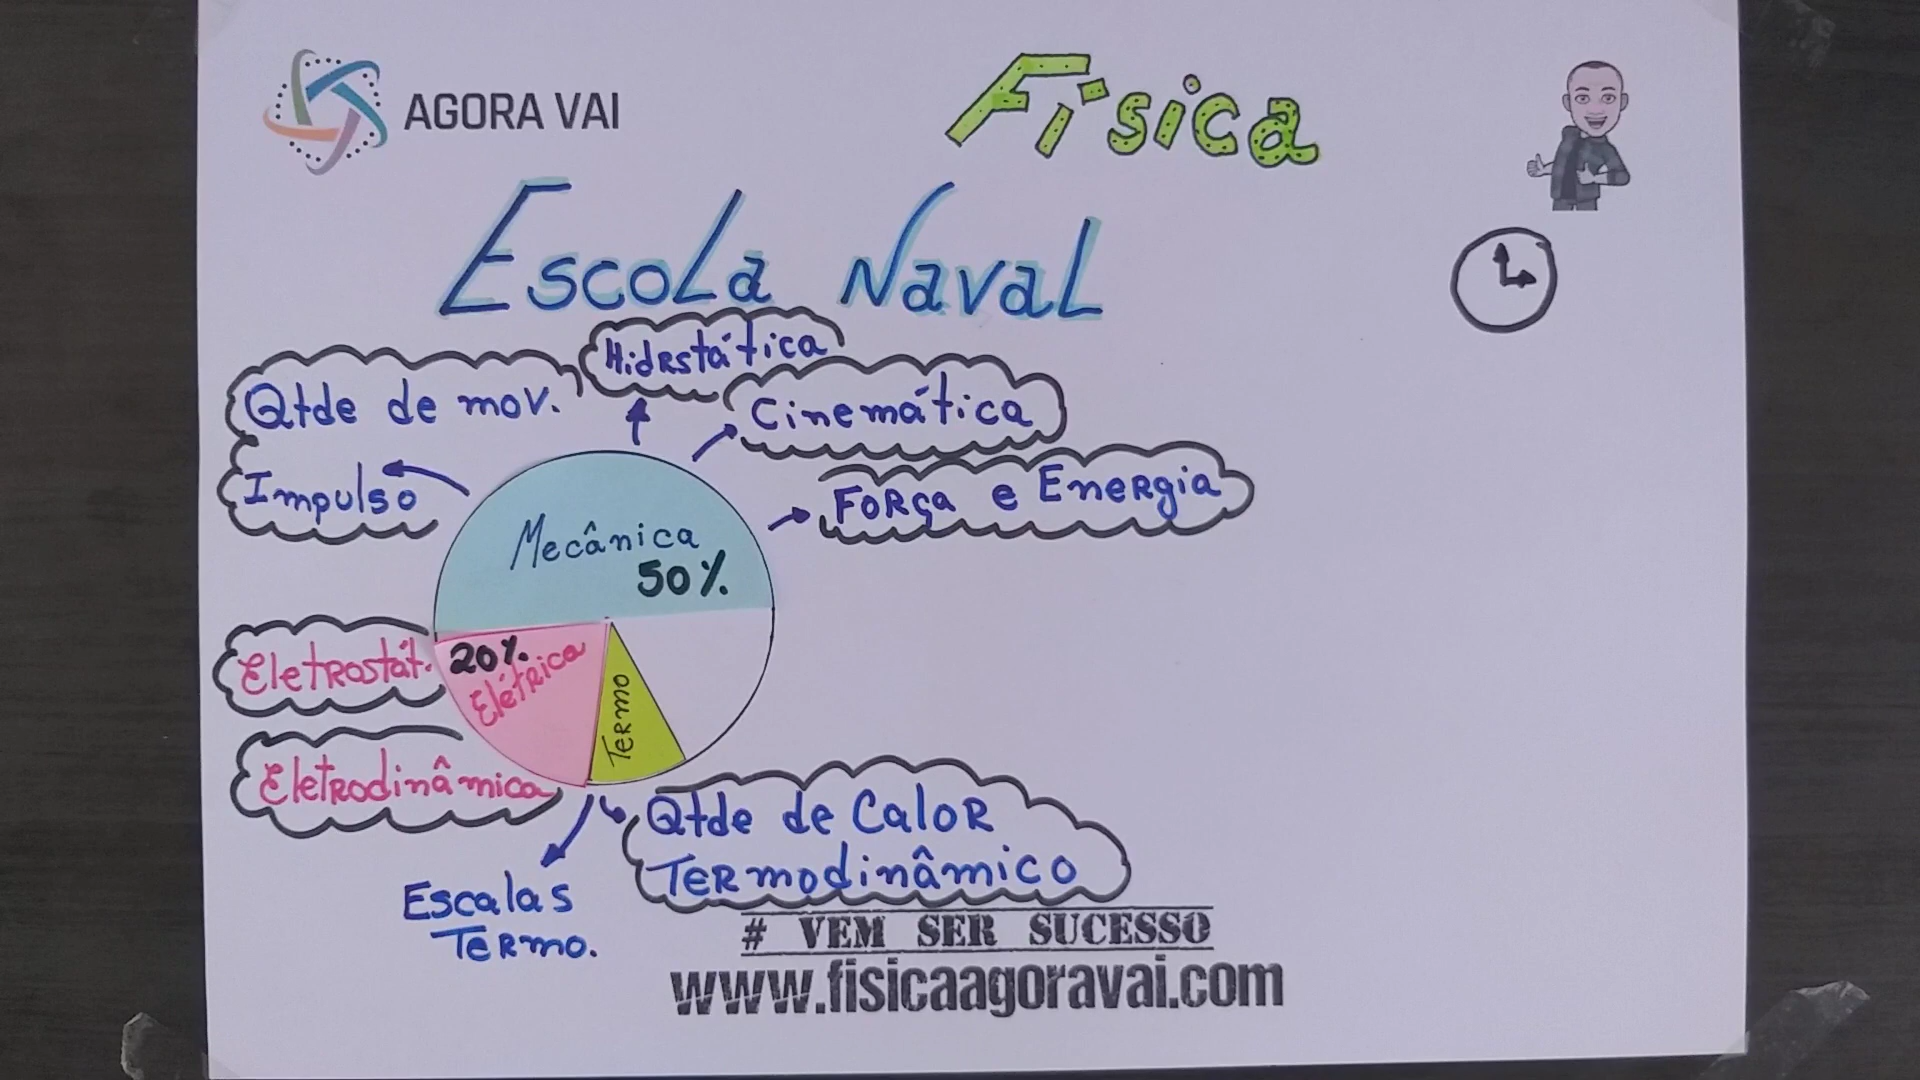 AGORA VAI
Física
Escola Naval
Hidrstática
Qtde de mov.
Cinemática
Impulso
Força e Energia
Mecânica
50%
Eletrostát.
20%
Elétrica
Termo
Eletrodinâmica
Qtde de Calor
Termodinâmico
Escalas
Termo.
# VEM SER SUCESSO
www.fisicaagoravai.com